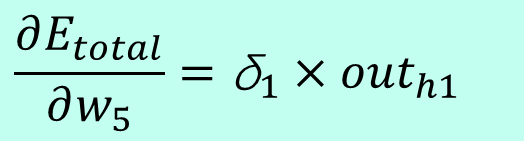 ∂E_total/∂w_5 = δ_1 × out_h1